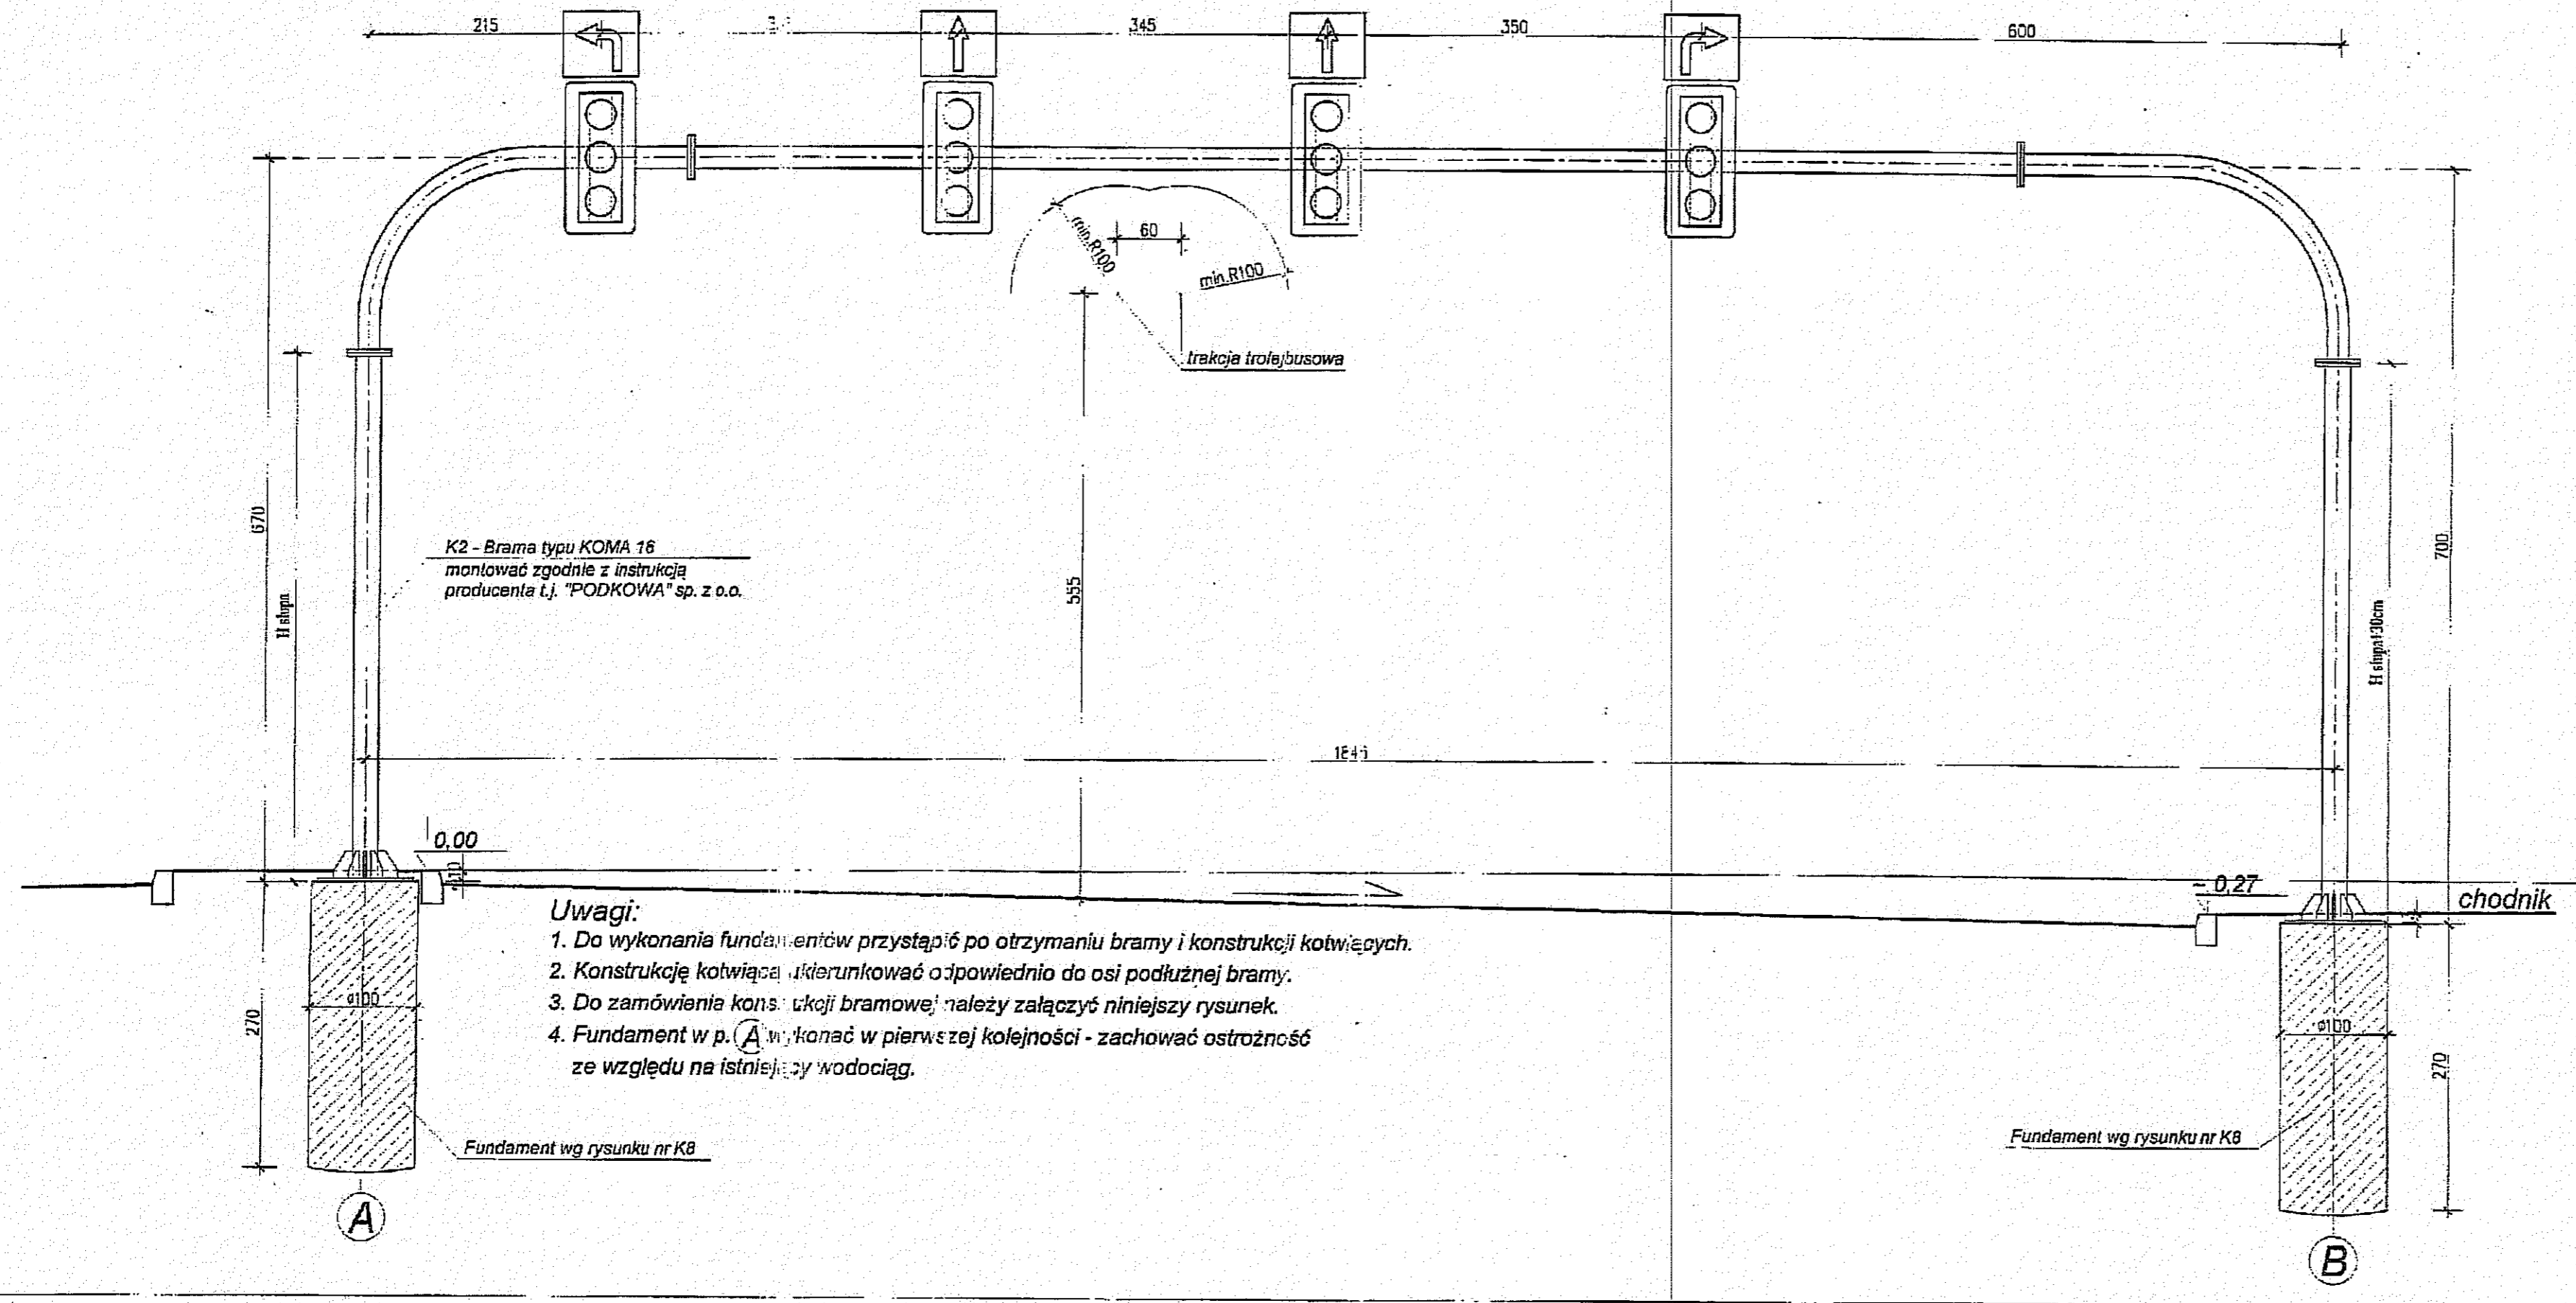 215
345
350
600
min.R100
60
min.R100
trakcja trolejbusowa
670
H słupa
K2 - Brama typu KOMA 16
montować zgodnie z instrukcją
producenta t.j. "PODKOWA" sp. z o.o.
555
700
H słupa+30cm
0,00
10
- 0,27
chodnik
Uwagi:
1. Do wykonania fundamentów przystąpić po otrzymaniu bramy i konstrukcji kotwiących.
2. Konstrukcję kotwiącą ukierunkować odpowiednio do osi podłużnej bramy.
3. Do zamówienia konstrukcji bramowej należy załączyć niniejszy rysunek.
4. Fundament w p. A wykonać w pierwszej kolejności - zachować ostrożność
ze względu na istniejący wodociąg.
ø100
270
Fundament wg rysunku nr K8
A
ø100
270
Fundament wg rysunku nr K8
B